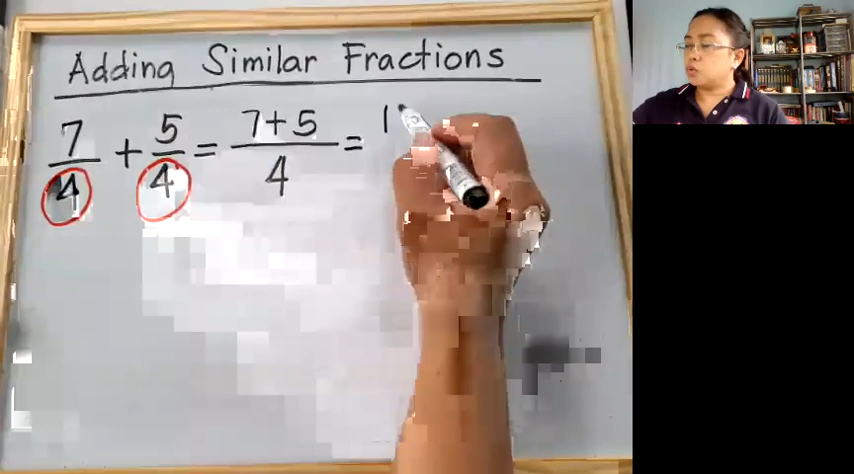 Adding Similar Fractions
7/4 + 5/4 = 7+5/4 = 1